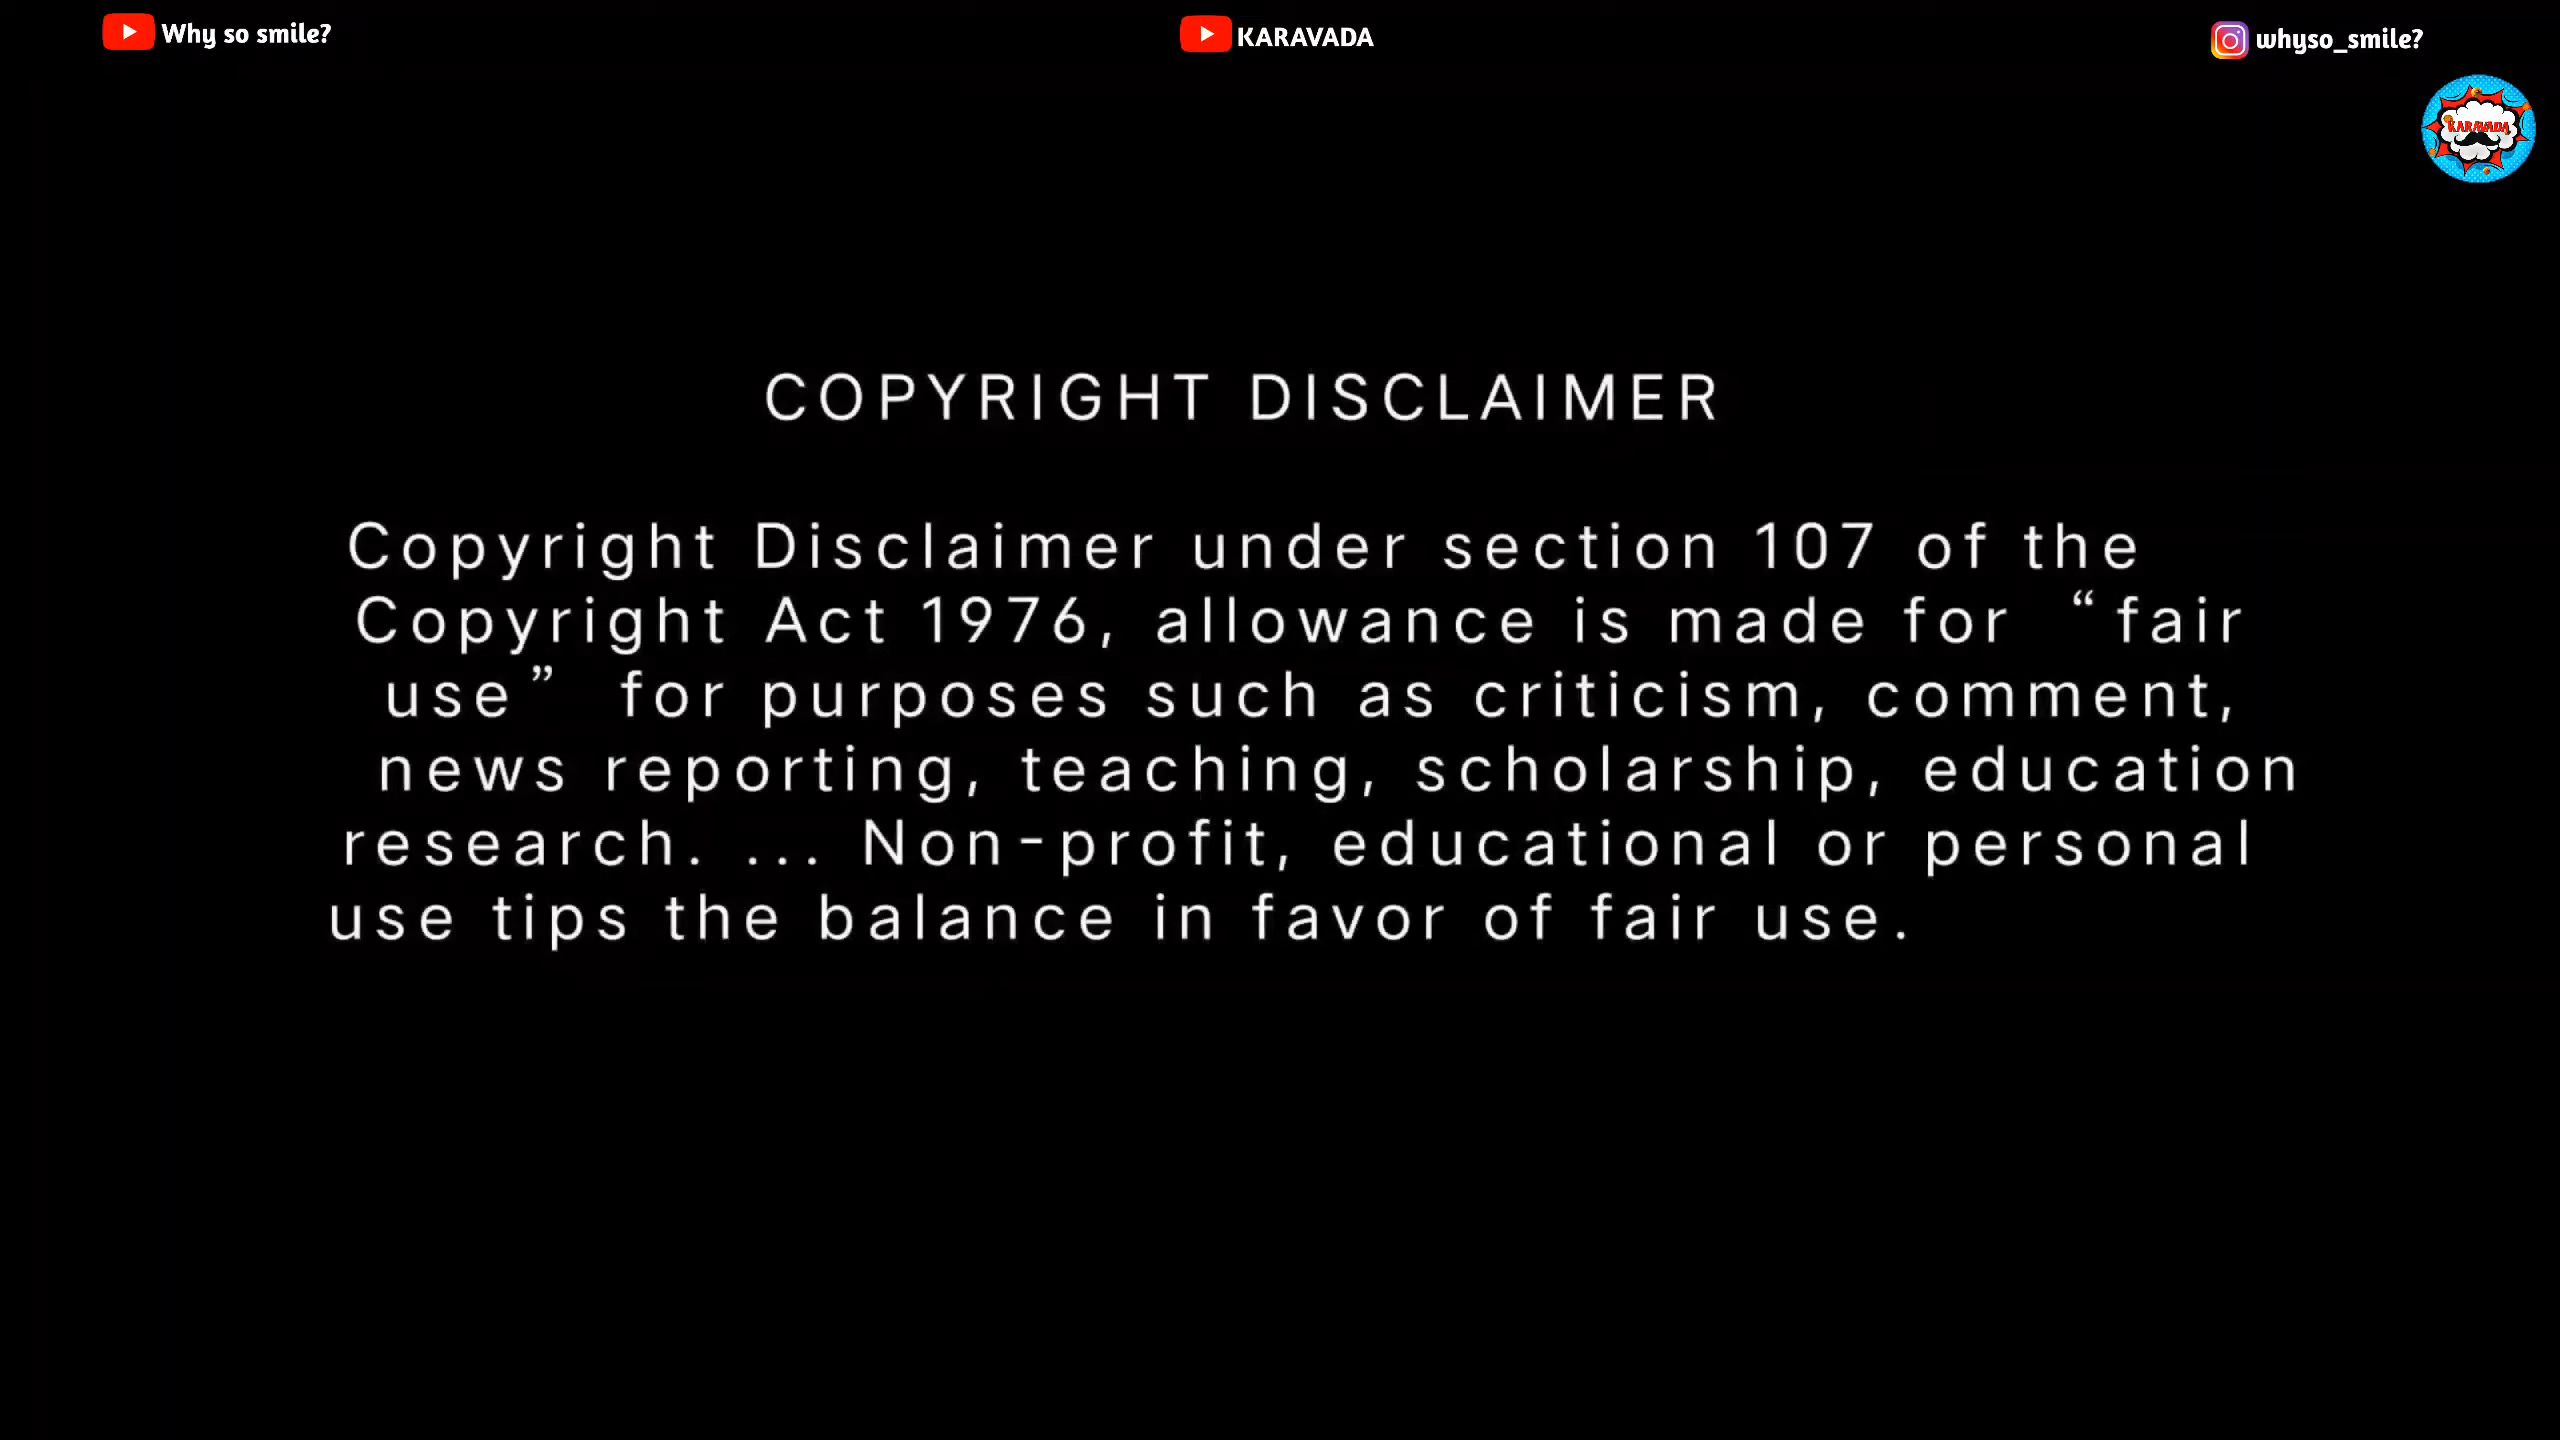 Why so smile?
KARAVADA
whyso_smile?
KARAVADA
COPYRIGHT DISCLAIMER
Copyright Disclaimer under section 107 of the
Copyright Act 1976, allowance is made for “fair
use” for purposes such as criticism, comment,
news reporting, teaching, scholarship, education
research. ... Non-profit, educational or personal
use tips the balance in favor of fair use.